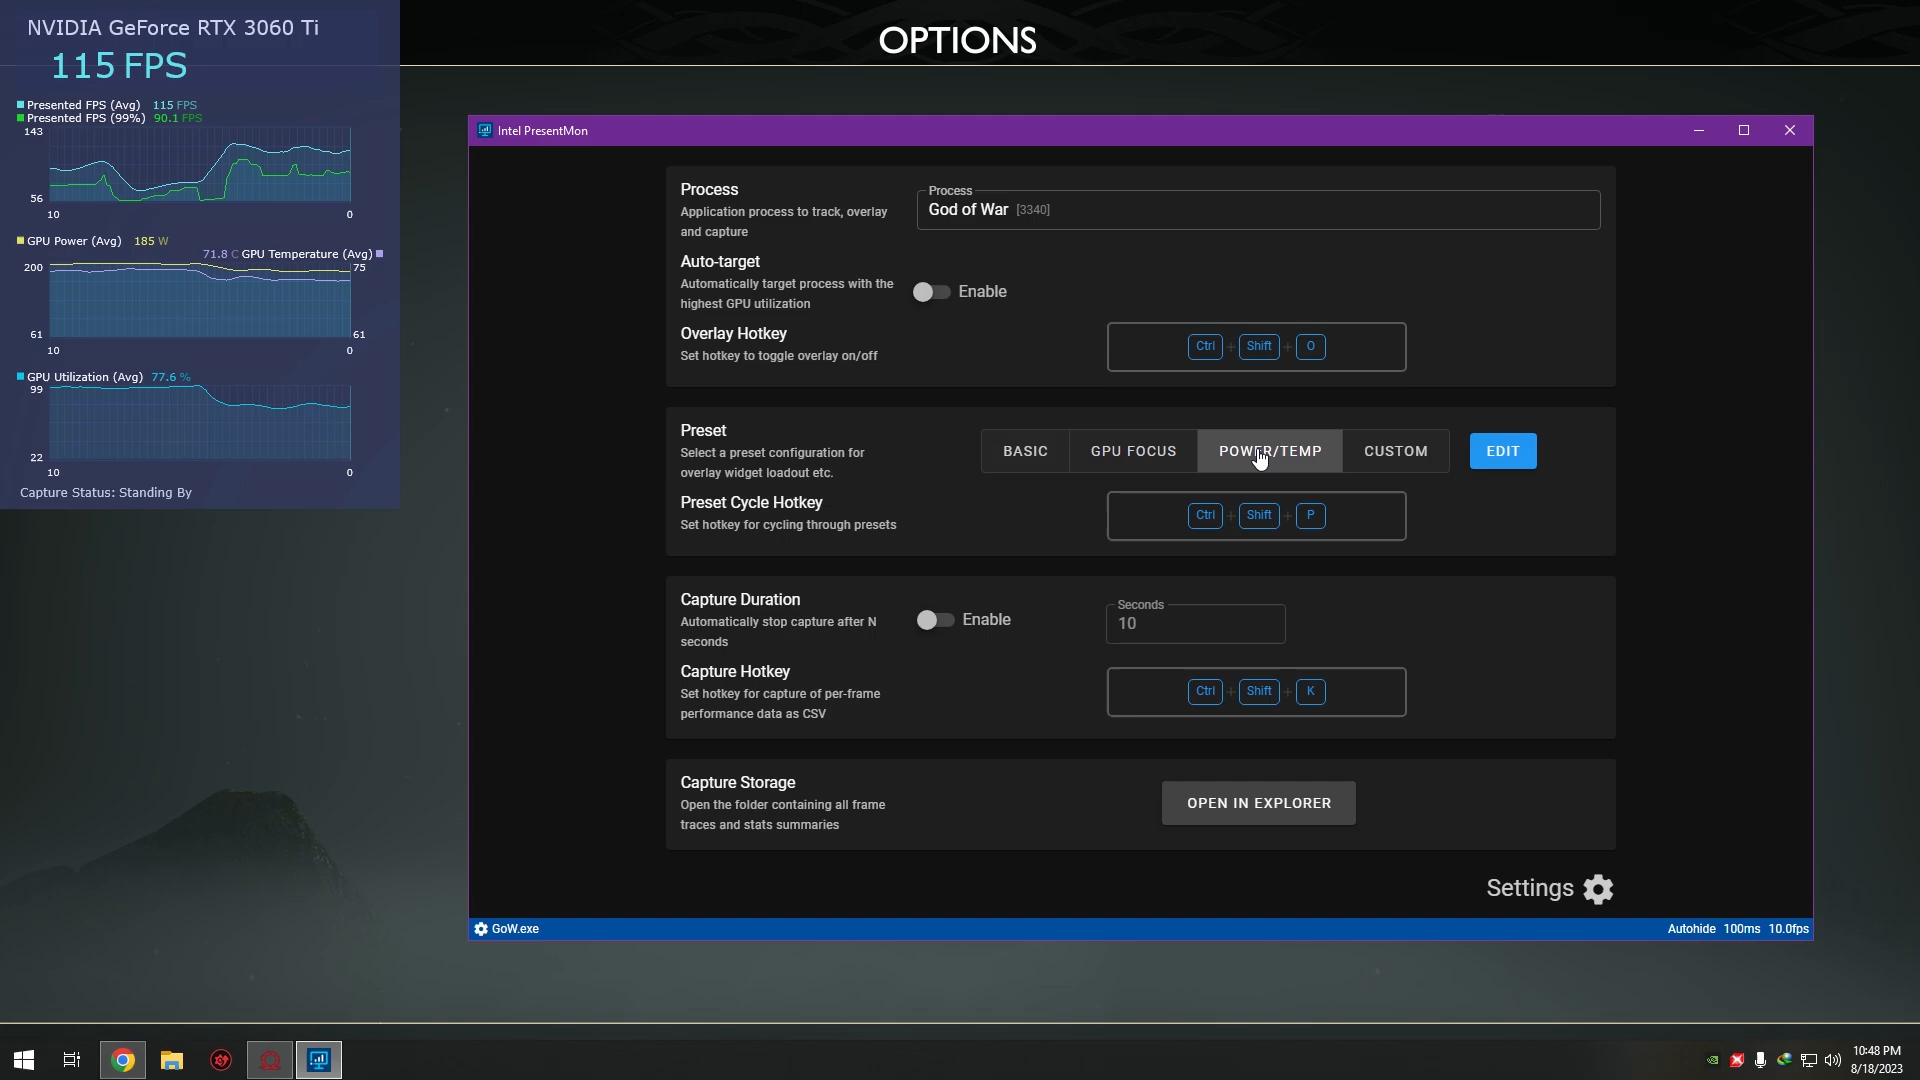 NVIDIA GeForce RTX 3060 Ti
115 FPS
Presented FPS (Avg) 115 FPS
Presented FPS (99%) 90.1 FPS
143
56
10 0
GPU Power (Avg) 185 W
71.8 C GPU Temperature (Avg)
200 75
61 61
10 0
GPU Utilization (Avg) 77.6 %
99
22
10 0
Capture Status: Standing By
OPTIONS
Intel PresentMon
Process
Application process to track, overlay
and capture
Process
God of War [3340]
Auto-target
Automatically target process with the
highest GPU utilization
Enable
Overlay Hotkey
Set hotkey to toggle overlay on/off
Ctrl + Shift + O
Preset
Select a preset configuration for
overlay widget loadout etc.
BASIC GPU FOCUS POWER/TEMP CUSTOM EDIT
Preset Cycle Hotkey
Set hotkey for cycling through presets
Ctrl + Shift + P
Capture Duration
Automatically stop capture after N
seconds
Enable
Seconds
10
Capture Hotkey
Set hotkey for capture of per-frame
performance data as CSV
Ctrl + Shift + K
Capture Storage
Open the folder containing all frame
traces and stats summaries
OPEN IN EXPLORER
Settings
GoW.exe
Autohide 100ms 10.0fps
10:48 PM
8/18/2023